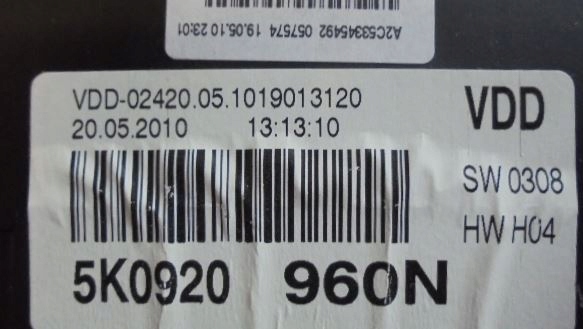 A2C53345492 057574 19.05.10 23:01
VDD-02420.05.1019013120
20.05.2010 13:13:10
VDD
SW 0308
HW H04
5K0920 960N